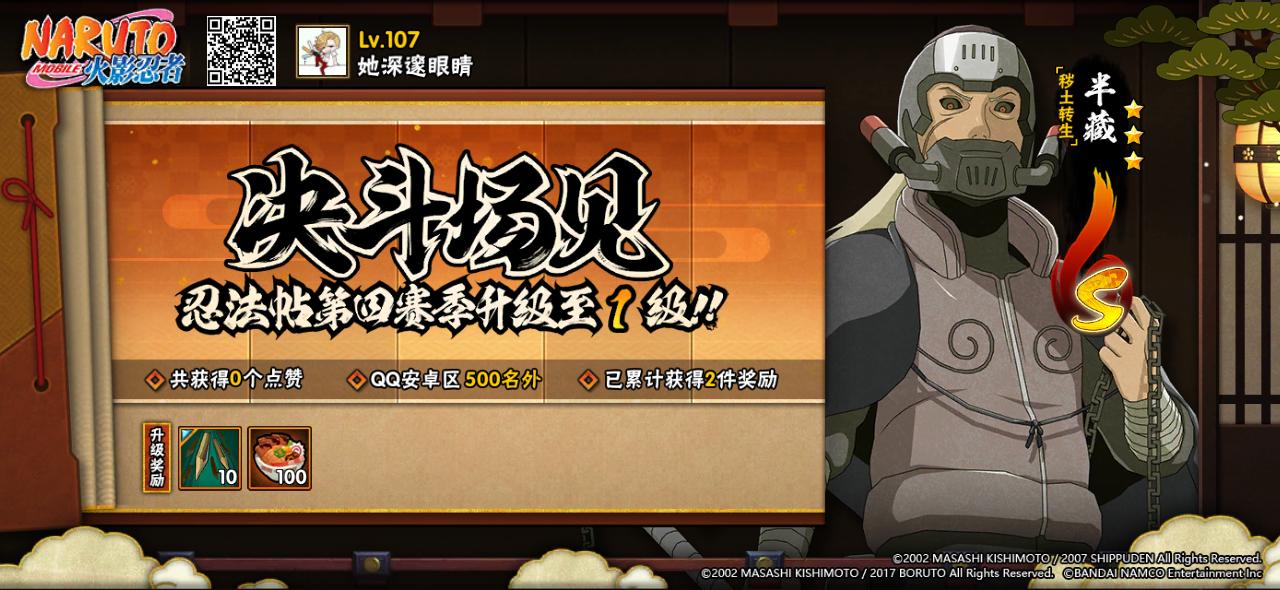 NARUTO
MOBILE 火影忍者
Lv.107
她深邃眼睛
「秽土转生」
半藏
S
决斗场见
忍法帖第四赛季升级至1级!!
共获得0个点赞
QQ安卓区500名外
已累计获得2件奖励
升级奖励
10
100
©2002 MASASHI KISHIMOTO / 2007 SHIPPUDEN All Rights Reserved.
©2002 MASASHI KISHIMOTO / 2017 BORUTO All Rights Reserved. ©BANDAI NAMCO Entertainment Inc